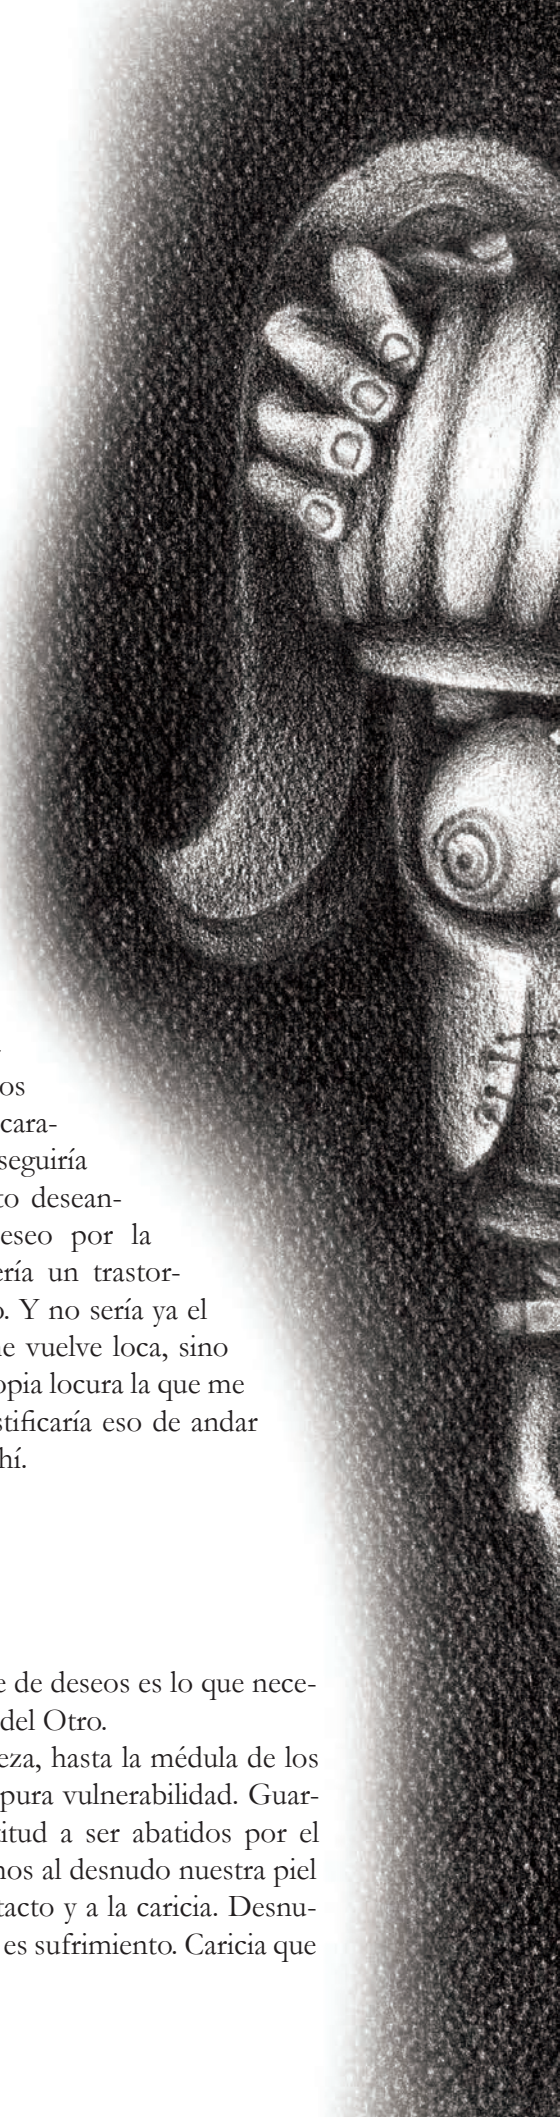 os
cara-
seguiría
to desean-
eseo por la
ería un trastor-
o. Y no sería ya el
e vuelve loca, sino
opia locura la que me
stificaría eso de andar
hí.
e de deseos es lo que nece-
del Otro.
eza, hasta la médula de los
pura vulnerabilidad. Guar-
titud a ser abatidos por el
nos al desnudo nuestra piel
tacto y a la caricia. Desnu-
es sufrimiento. Caricia que